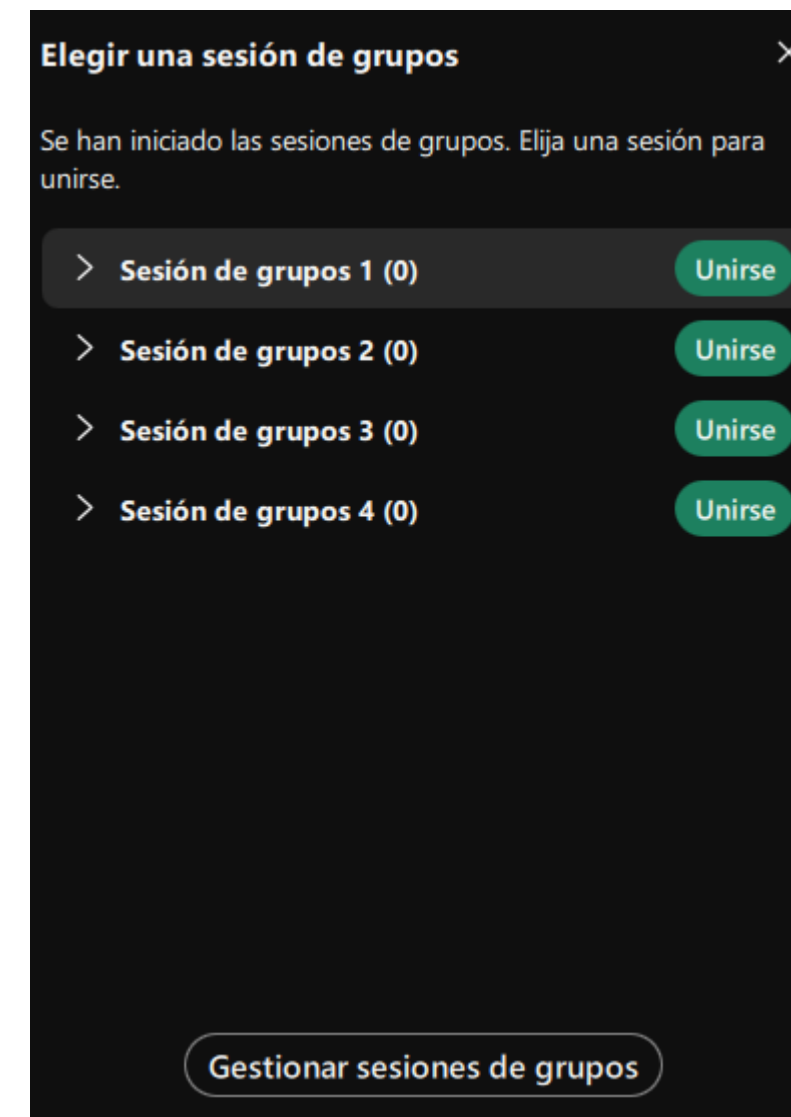 Elegir una sesión de grupos
Se han iniciado las sesiones de grupos. Elija una sesión para
unirse.
Sesión de grupos 1 (0) Unirse
Sesión de grupos 2 (0) Unirse
Sesión de grupos 3 (0) Unirse
Sesión de grupos 4 (0) Unirse
Gestionar sesiones de grupos